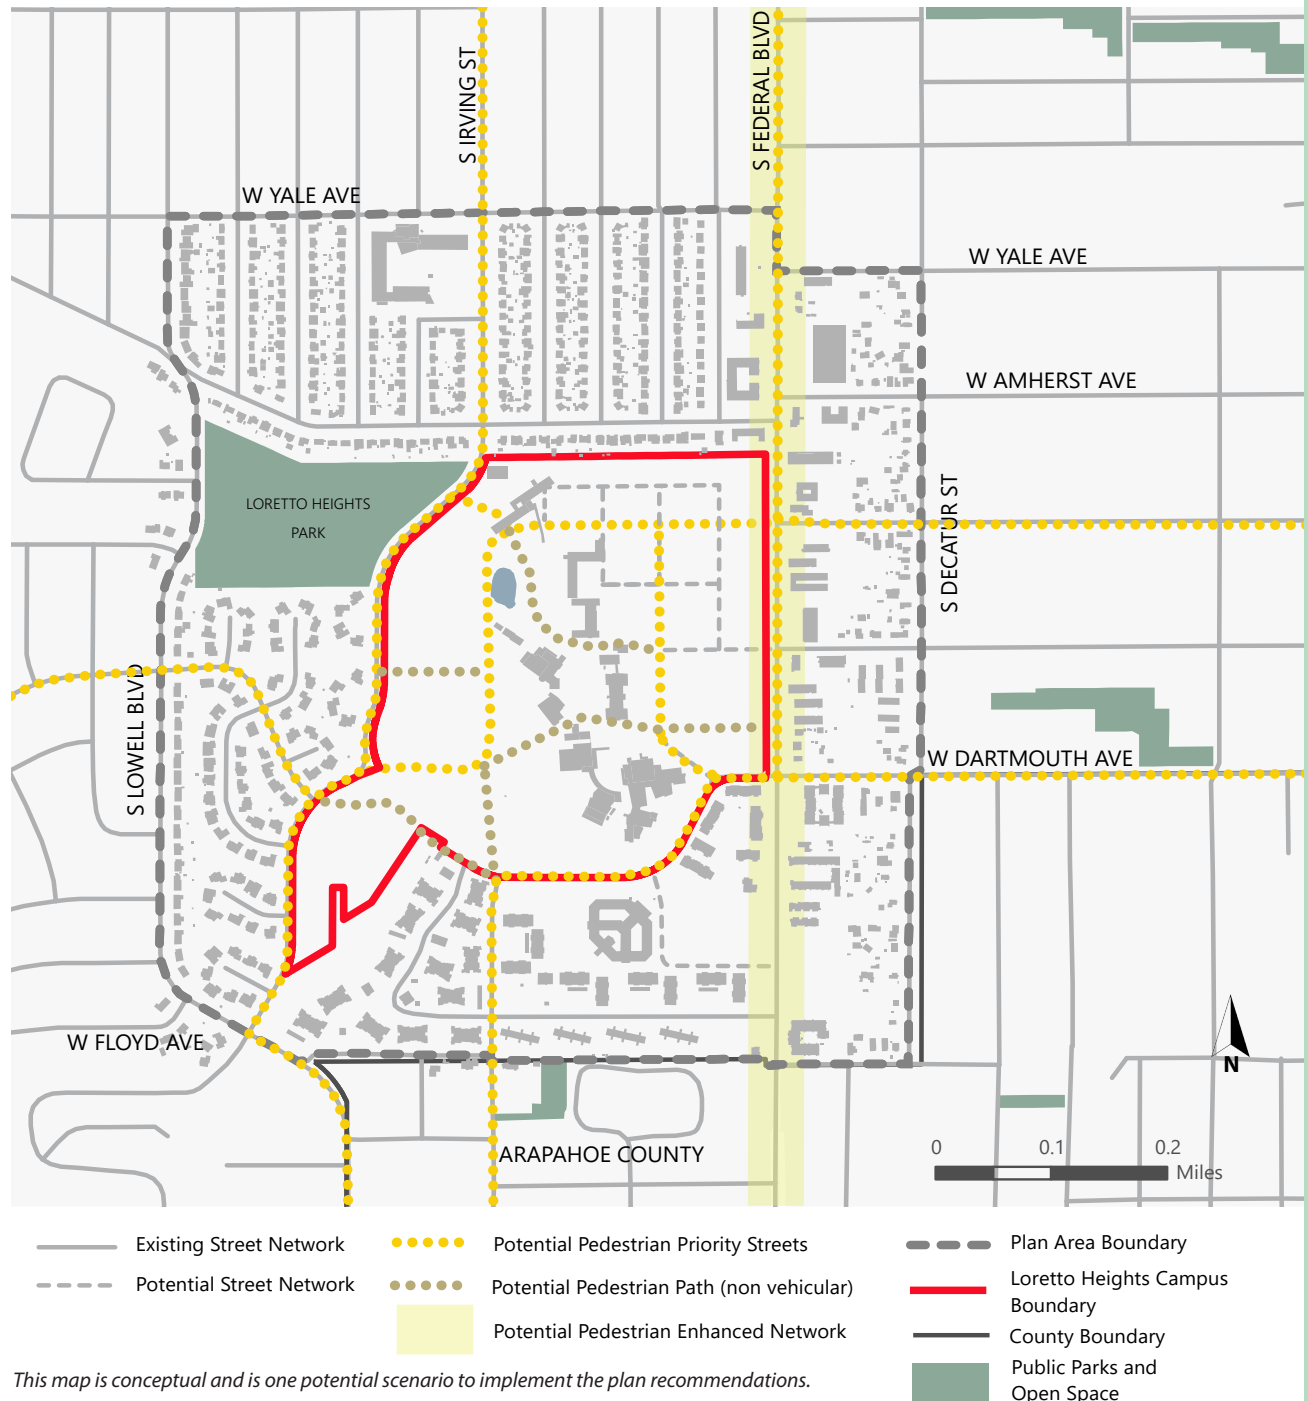 S IRVING ST
S FEDERAL BLVD
W YALE AVE
W YALE AVE
W AMHERST AVE
LORETTO HEIGHTS
PARK
S DECATUR ST
S LOWELL BLVD
W DARTMOUTH AVE
W FLOYD AVE
N
ARAPAHOE COUNTY
0 0.1 0.2
Miles
Existing Street Network
Potential Street Network
Potential Pedestrian Priority Streets
Potential Pedestrian Path (non vehicular)
Potential Pedestrian Enhanced Network
Plan Area Boundary
Loretto Heights Campus
Boundary
County Boundary
Public Parks and
Open Space
This map is conceptual and is one potential scenario to implement the plan recommendations.